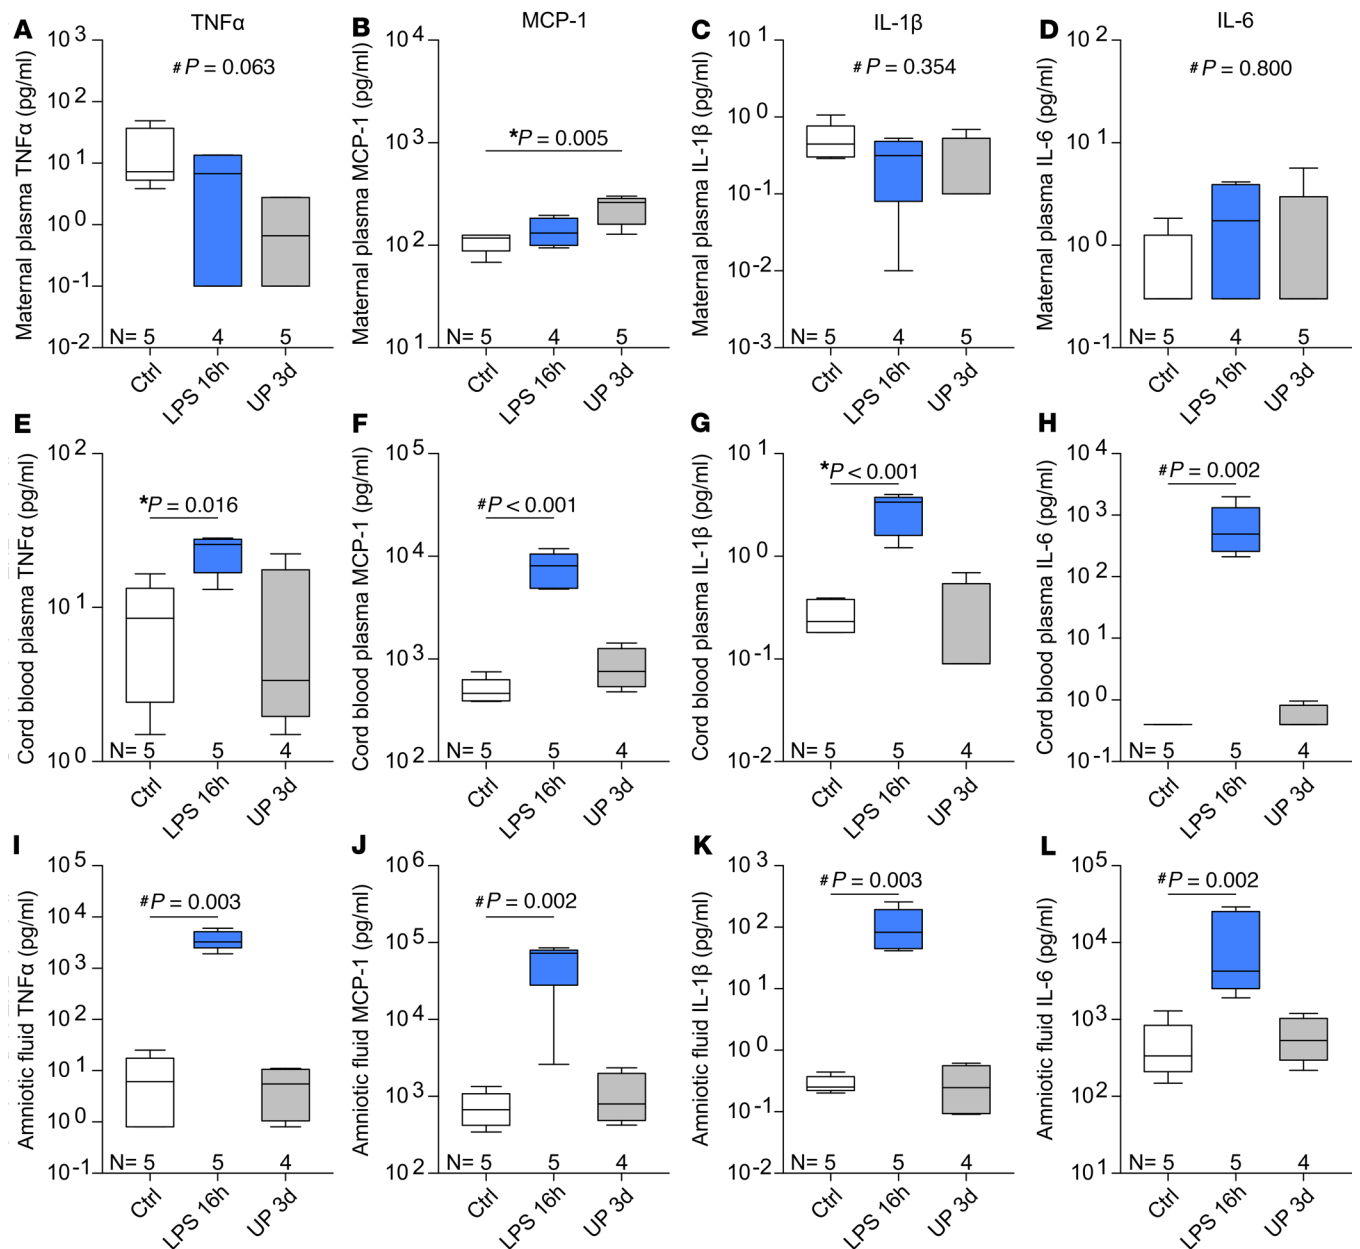 A TNFα
Maternal plasma TNFα (pg/ml)
10^3
10^2
10^1
10^0
10^-1
10^-2
#P = 0.063
N= 5 4 5
Ctrl LPS 16h UP 3d
B MCP-1
Maternal plasma MCP-1 (pg/ml)
10^4
10^3
10^2
10^1
*P = 0.005
5 4 5
Ctrl LPS 16h UP 3d
C IL-1β
Maternal plasma IL-1β (pg/ml)
10^1
10^0
10^-1
10^-2
10^-3
#P = 0.354
N= 5 4 5
Ctrl LPS 16h UP 3d
D IL-6
Maternal plasma IL-6 (pg/ml)
10^2
10^1
10^0
10^-1
#P = 0.800
N= 5 4 5
Ctrl LPS 16h UP 3d
E
Cord blood plasma TNFα (pg/ml)
10^2
10^1
10^0
*P = 0.016
N= 5 5 4
Ctrl LPS 16h UP 3d
F
Cord blood plasma MCP-1 (pg/ml)
10^5
10^4
10^3
10^2
#P < 0.001
5 5 4
Ctrl LPS 16h UP 3d
G
Cord blood plasma IL-1β (pg/ml)
10^1
10^0
10^-1
10^-2
*P < 0.001
N= 5 5 4
Ctrl LPS 16h UP 3d
H
Cord blood plasma IL-6 (pg/ml)
10^4
10^3
10^2
10^1
10^0
10^-1
#P = 0.002
N= 5 5 4
Ctrl LPS 16h UP 3d
I
Amniotic fluid TNFα (pg/ml)
10^5
10^4
10^3
10^2
10^1
10^0
10^-1
#P = 0.003
N= 5 5 4
Ctrl LPS 16h UP 3d
J
Amniotic fluid MCP-1 (pg/ml)
10^6
10^5
10^4
10^3
10^2
#P = 0.002
5 5 4
Ctrl LPS 16h UP 3d
K
Amniotic fluid IL-1β (pg/ml)
10^3
10^2
10^1
10^0
10^-1
10^-2
#P = 0.003
N= 5 5 4
Ctrl LPS 16h UP 3d
L
Amniotic fluid IL-6 (pg/ml)
10^5
10^4
10^3
10^2
10^1
#P = 0.002
N= 5 5 4
Ctrl LPS 16h UP 3d